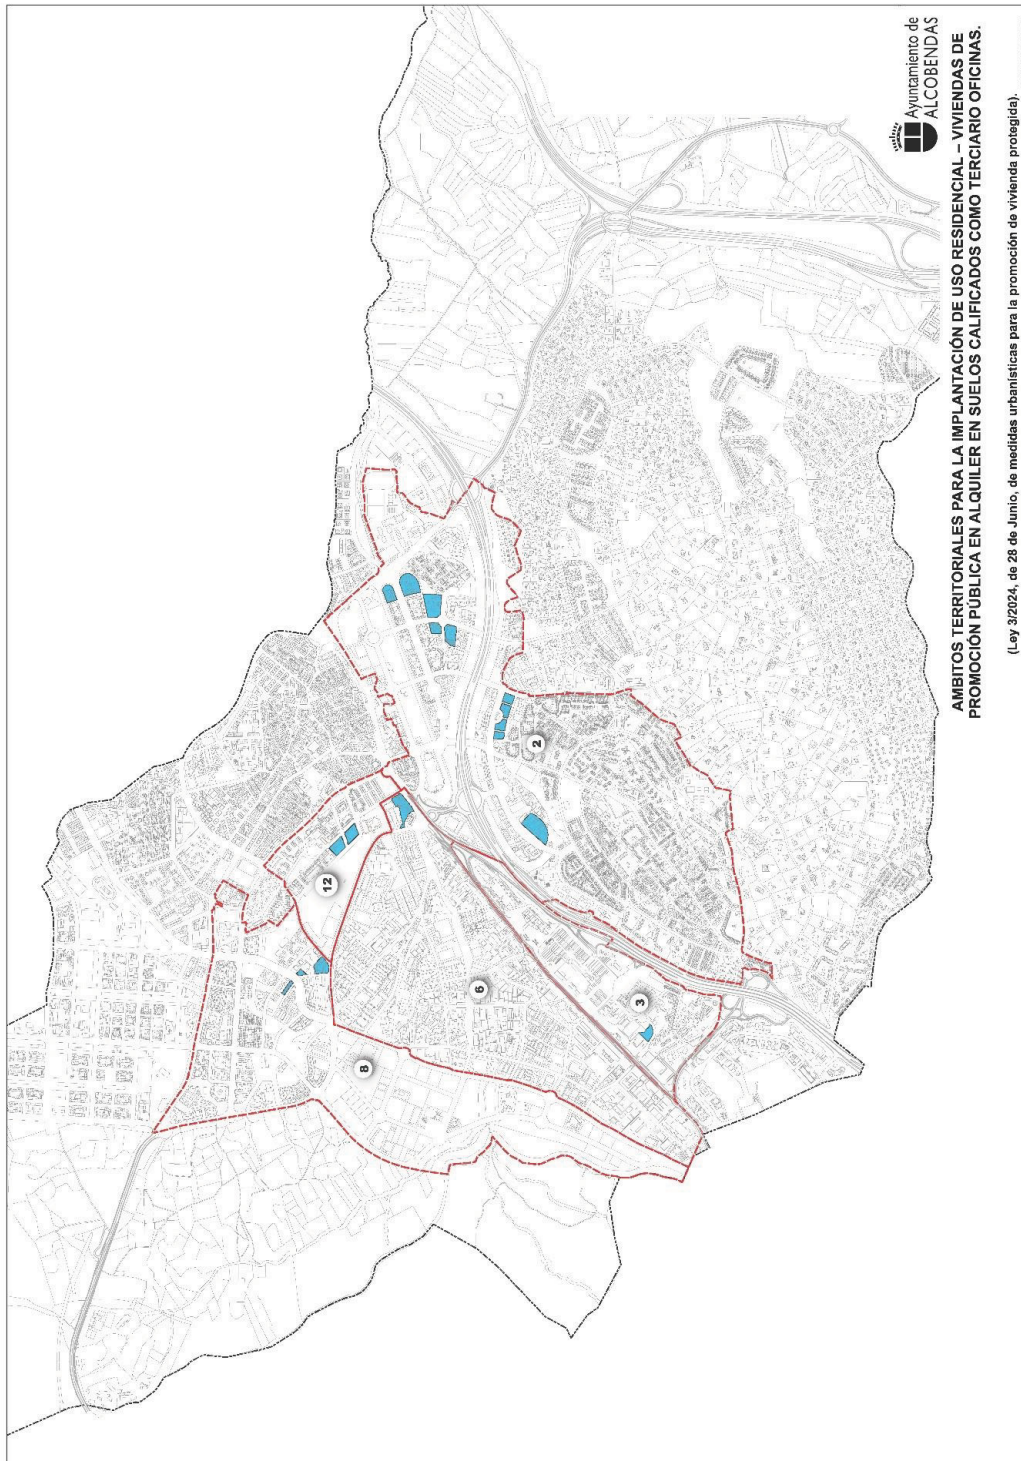 Ayuntamiento de
ALCOBENDAS
AMBITOS TERRITORIALES PARA LA IMPLANTACIÓN DE USO RESIDENCIAL – VIVIENDAS DE
PROMOCIÓN PÚBLICA EN ALQUILER EN SUELOS CALIFICADOS COMO TERCIARIO OFICINAS.
(Ley 3/2024, de 28 de Junio, de medidas urbanísticas para la promoción de vivienda protegida).
12
8
6
3
2